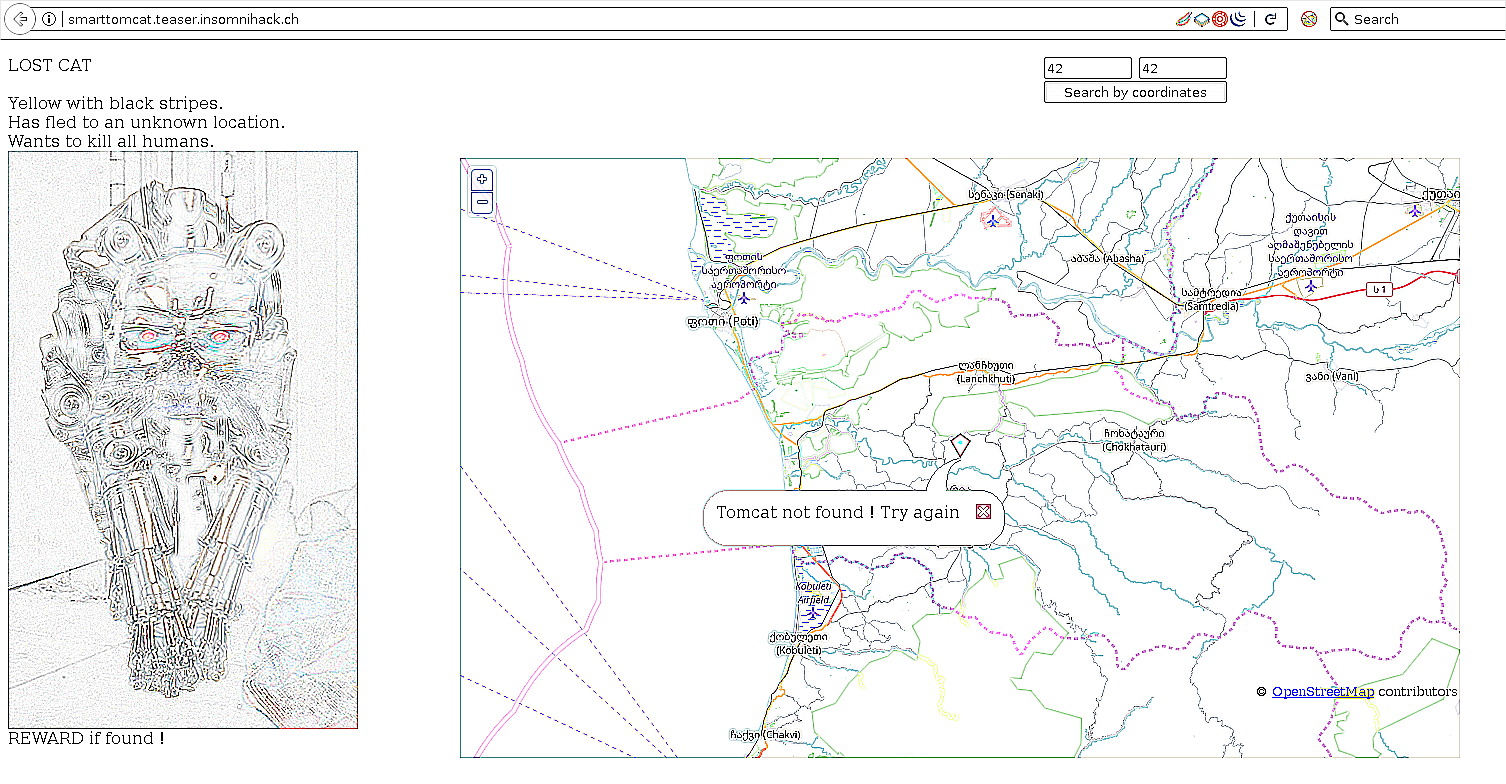 smarttomcat.teaser.insomnihack.ch
Search
LOST CAT
42
42
Search by coordinates
Yellow with black stripes.
Has fled to an unknown location.
Wants to kill all humans.
+
−
სენაკი (Senaki)
ქუთაისის
დავით
აღმაშენებელის
საერთაშორისო
აეროპორტი
ფოთის
საერთაშორისო
აეროპორტი
აბაშა (Abasha)
ს 1
სამტრედია
(Samtredia)
ფოთი (Poti)
ლანჩხუთი
(Lanchkhuti)
ვანი (Vani)
ჩოხატაური
(Chokhatauri)
Tomcat not found ! Try again
Kobuleti
Airfield
ქობულეთი
(Kobuleti)
© OpenStreetMap contributors
ჩაქვი (Chakvi)
REWARD if found !